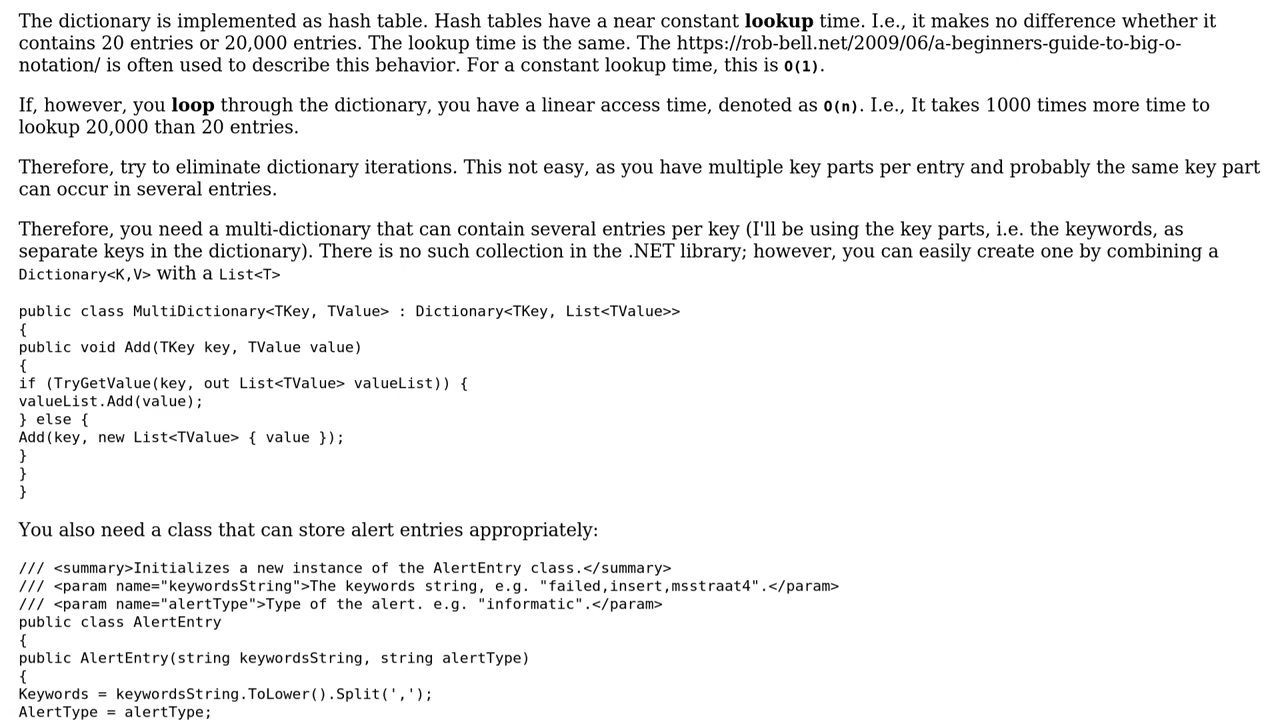 The dictionary is implemented as hash table. Hash tables have a near constant lookup time. I.e., it makes no difference whether it
contains 20 entries or 20,000 entries. The lookup time is the same. The https://rob-bell.net/2009/06/a-beginners-guide-to-big-o-
notation/ is often used to describe this behavior. For a constant lookup time, this is O(1).
If, however, you loop through the dictionary, you have a linear access time, denoted as O(n). I.e., It takes 1000 times more time to
lookup 20,000 than 20 entries.
Therefore, try to eliminate dictionary iterations. This not easy, as you have multiple key parts per entry and probably the same key part
can occur in several entries.
Therefore, you need a multi-dictionary that can contain several entries per key (I'll be using the key parts, i.e. the keywords, as
separate keys in the dictionary). There is no such collection in the .NET library; however, you can easily create one by combining a
Dictionary<K,V> with a List<T>
public class MultiDictionary<TKey, TValue> : Dictionary<TKey, List<TValue>>
{
public void Add(TKey key, TValue value)
{
if (TryGetValue(key, out List<TValue> valueList)) {
valueList.Add(value);
} else {
Add(key, new List<TValue> { value });
}
}
}
You also need a class that can store alert entries appropriately:
/// <summary>Initializes a new instance of the AlertEntry class.</summary>
/// <param name="keywordsString">The keywords string, e.g. "failed,insert,msstraat4".</param>
/// <param name="alertType">Type of the alert. e.g. "informatic".</param>
public class AlertEntry
{
public AlertEntry(string keywordsString, string alertType)
{
Keywords = keywordsString.ToLower().Split(',');
AlertType = alertType;